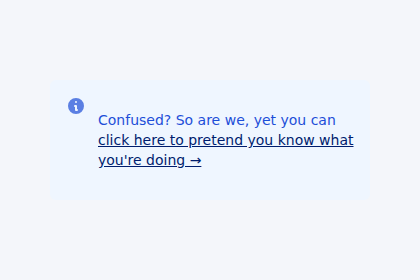 Confused? So are we, yet you can
click here to pretend you know what
you're doing →